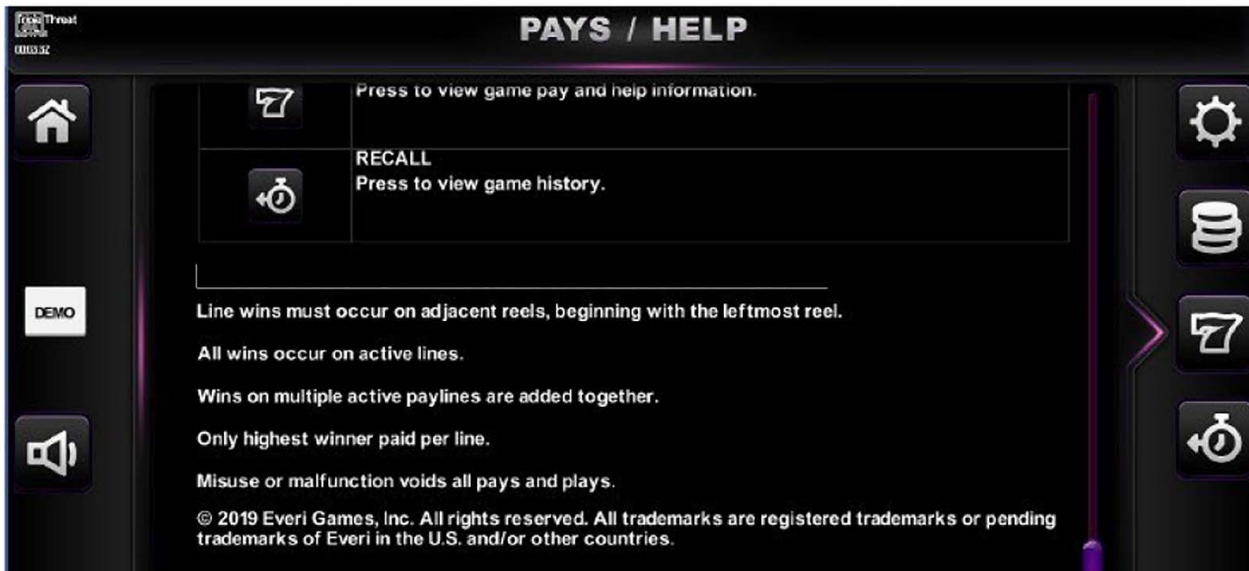 Triple Threat
PAYS / HELP
Press to view game pay and help information.
RECALL
Press to view game history.
DEMO
Line wins must occur on adjacent reels, beginning with the leftmost reel.
All wins occur on active lines.
Wins on multiple active paylines are added together.
Only highest winner paid per line.
Misuse or malfunction voids all pays and plays.
© 2019 Everi Games, Inc. All rights reserved. All trademarks are registered trademarks or pending
trademarks of Everi in the U.S. and/or other countries.